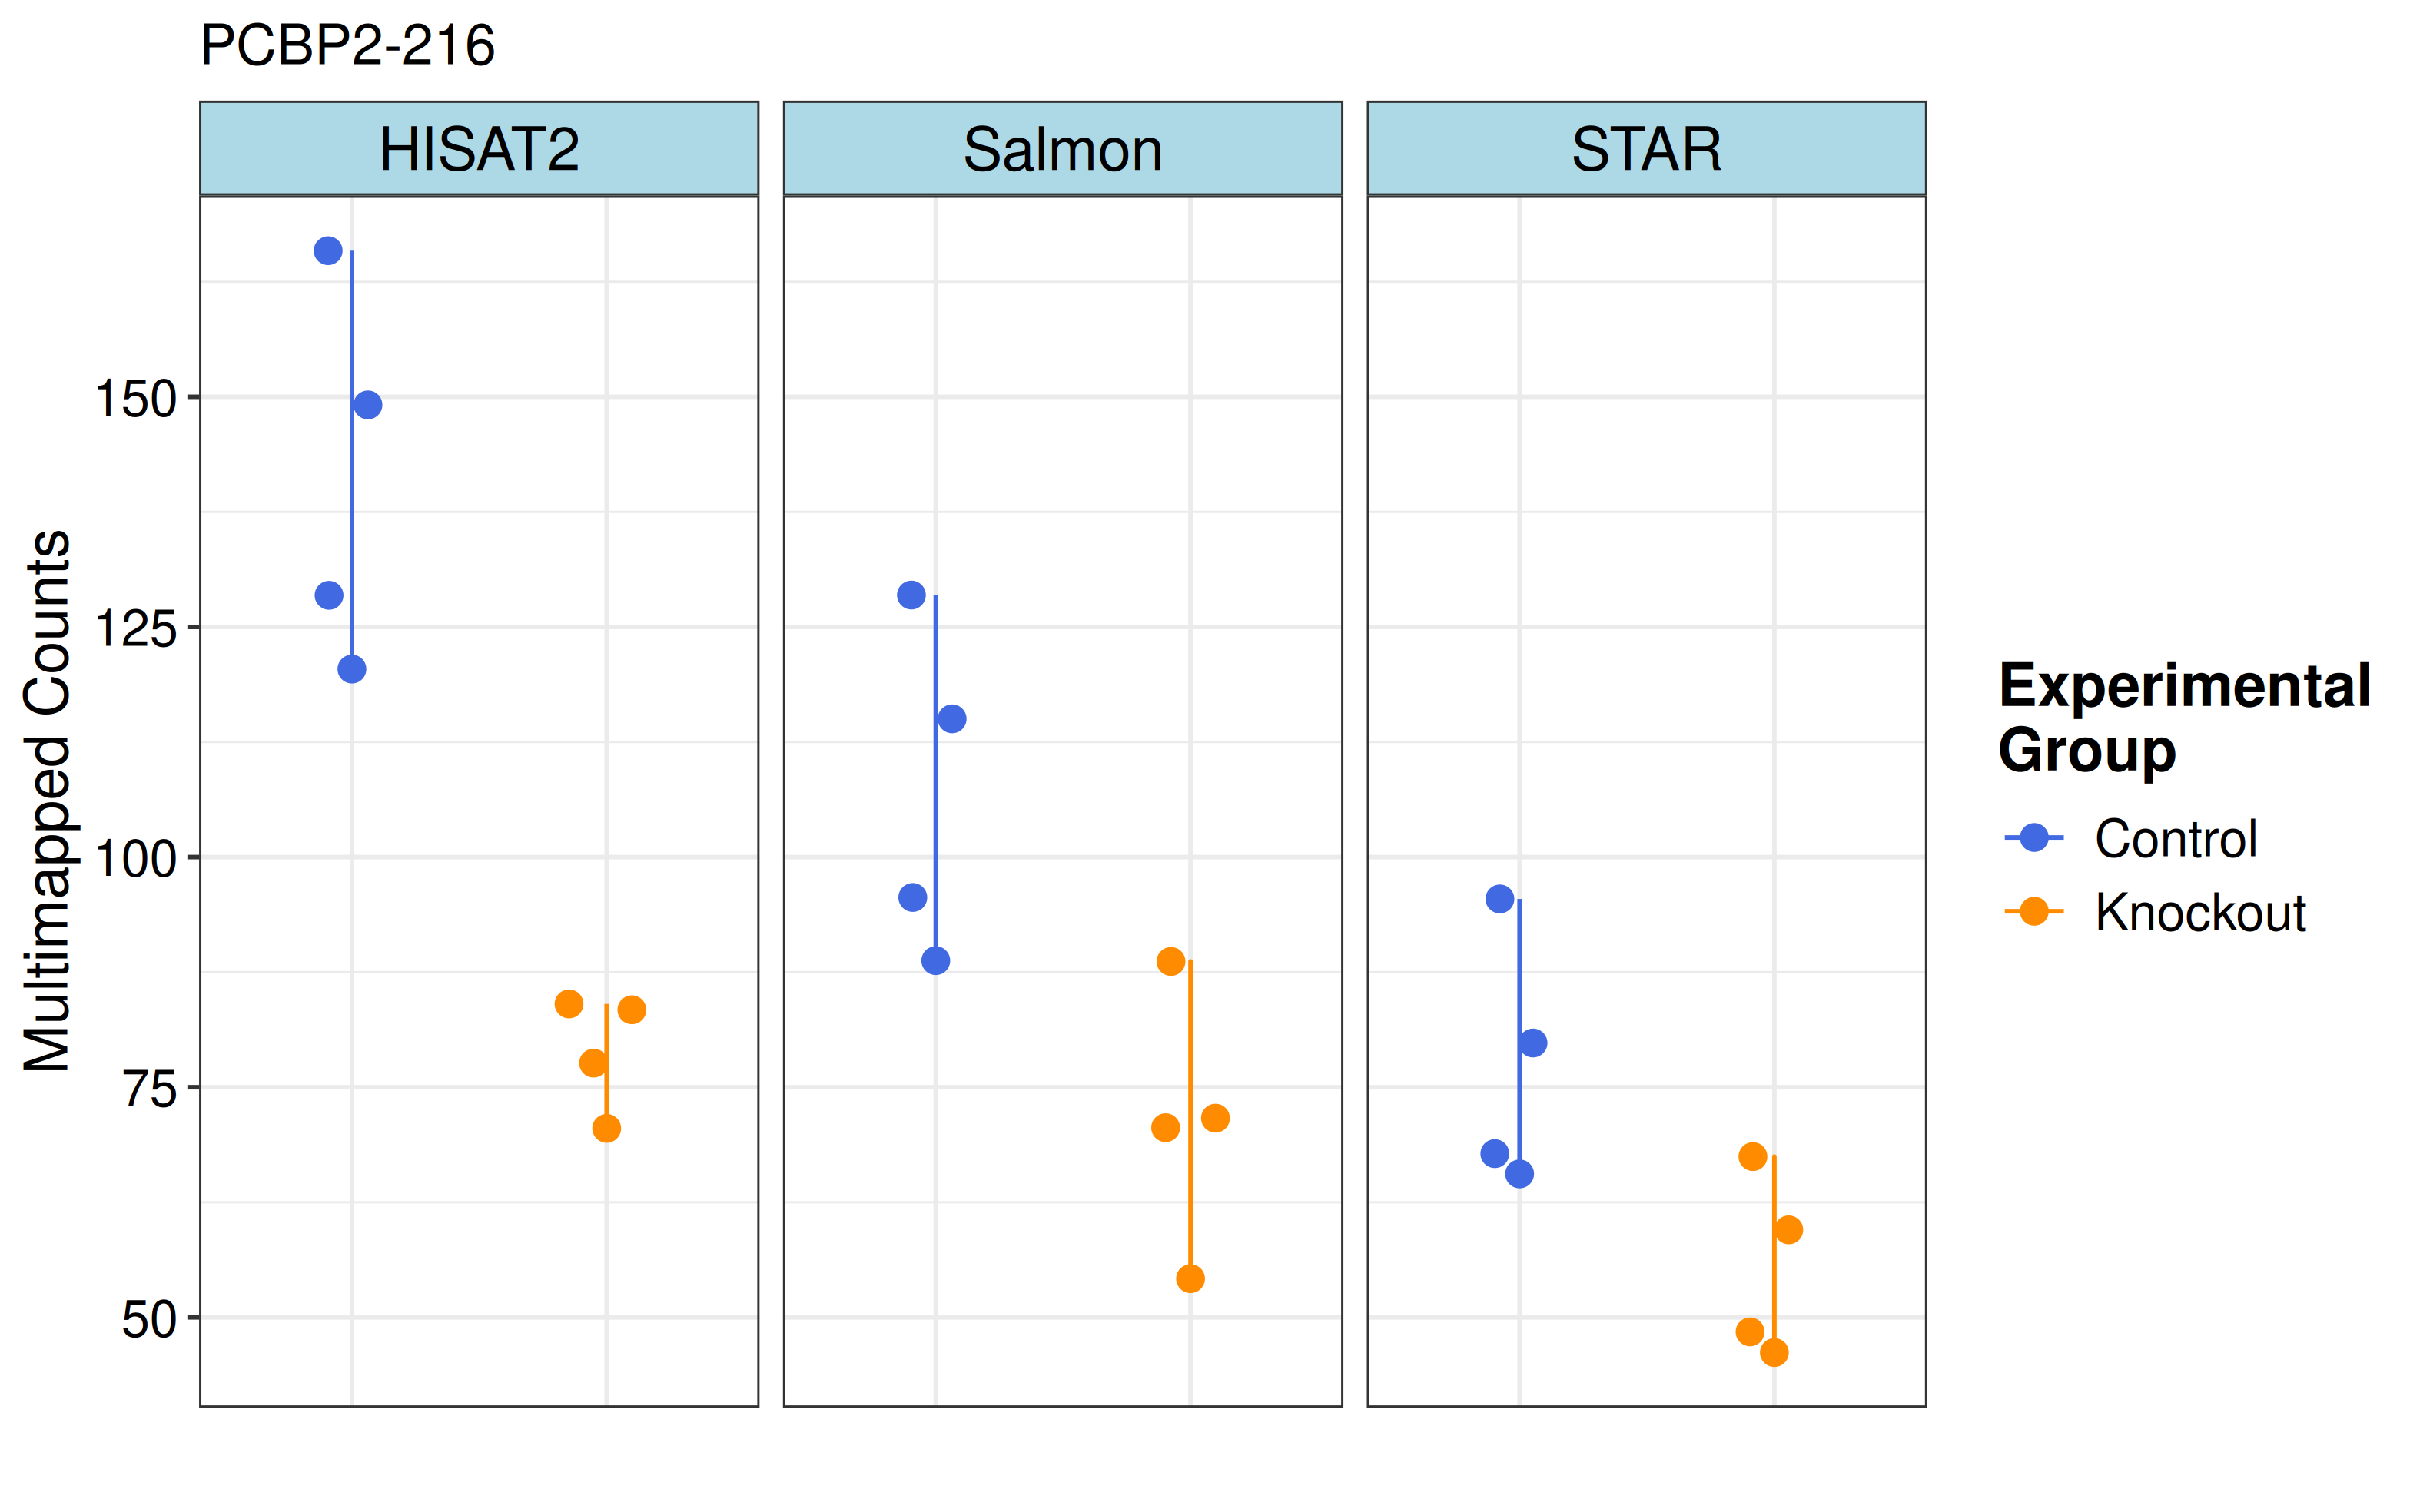 PCBP2-216
HISAT2
Salmon
STAR
Multimapped Counts
150
125
100
75
50
Experimental
Group
Control
Knockout